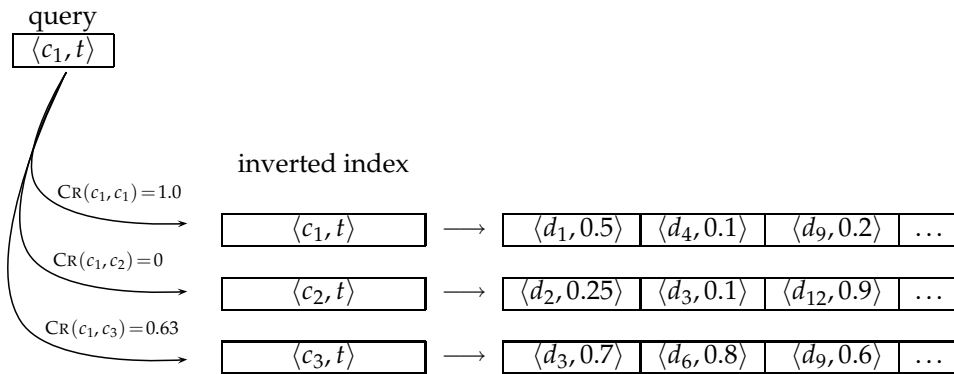 query
⟨c₁, t⟩
inverted index
CR(c₁, c₁) = 1.0
⟨c₁, t⟩ ⟶ ⟨d₁, 0.5⟩ ⟨d₄, 0.1⟩ ⟨d₉, 0.2⟩ …
CR(c₁, c₂) = 0
⟨c₂, t⟩ ⟶ ⟨d₂, 0.25⟩ ⟨d₃, 0.1⟩ ⟨d₁₂, 0.9⟩ …
CR(c₁, c₃) = 0.63
⟨c₃, t⟩ ⟶ ⟨d₃, 0.7⟩ ⟨d₆, 0.8⟩ ⟨d₉, 0.6⟩ …